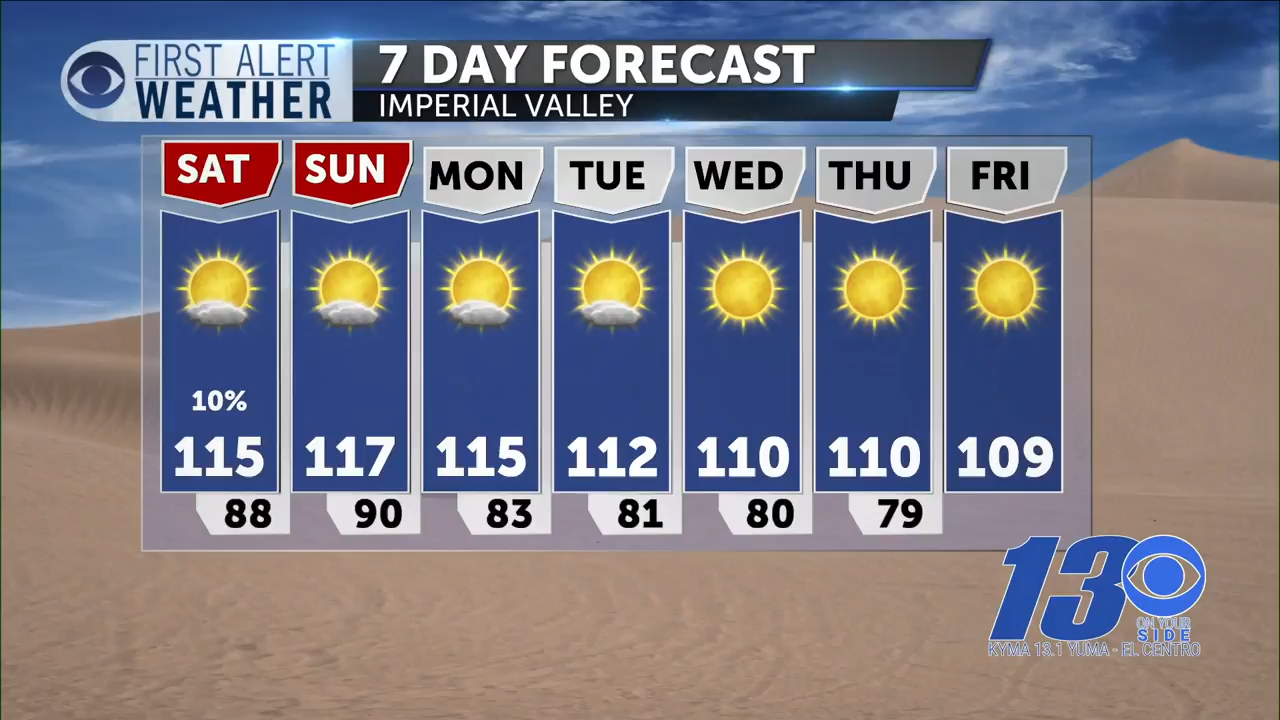 FIRST ALERT
WEATHER
7 DAY FORECAST
IMPERIAL VALLEY
SAT SUN MON TUE WED THU FRI
10%
115 117 115 112 110 110 109
88 90 83 81 80 79
13
ON YOUR
SIDE
KYMA 13.1 YUMA - EL CENTRO